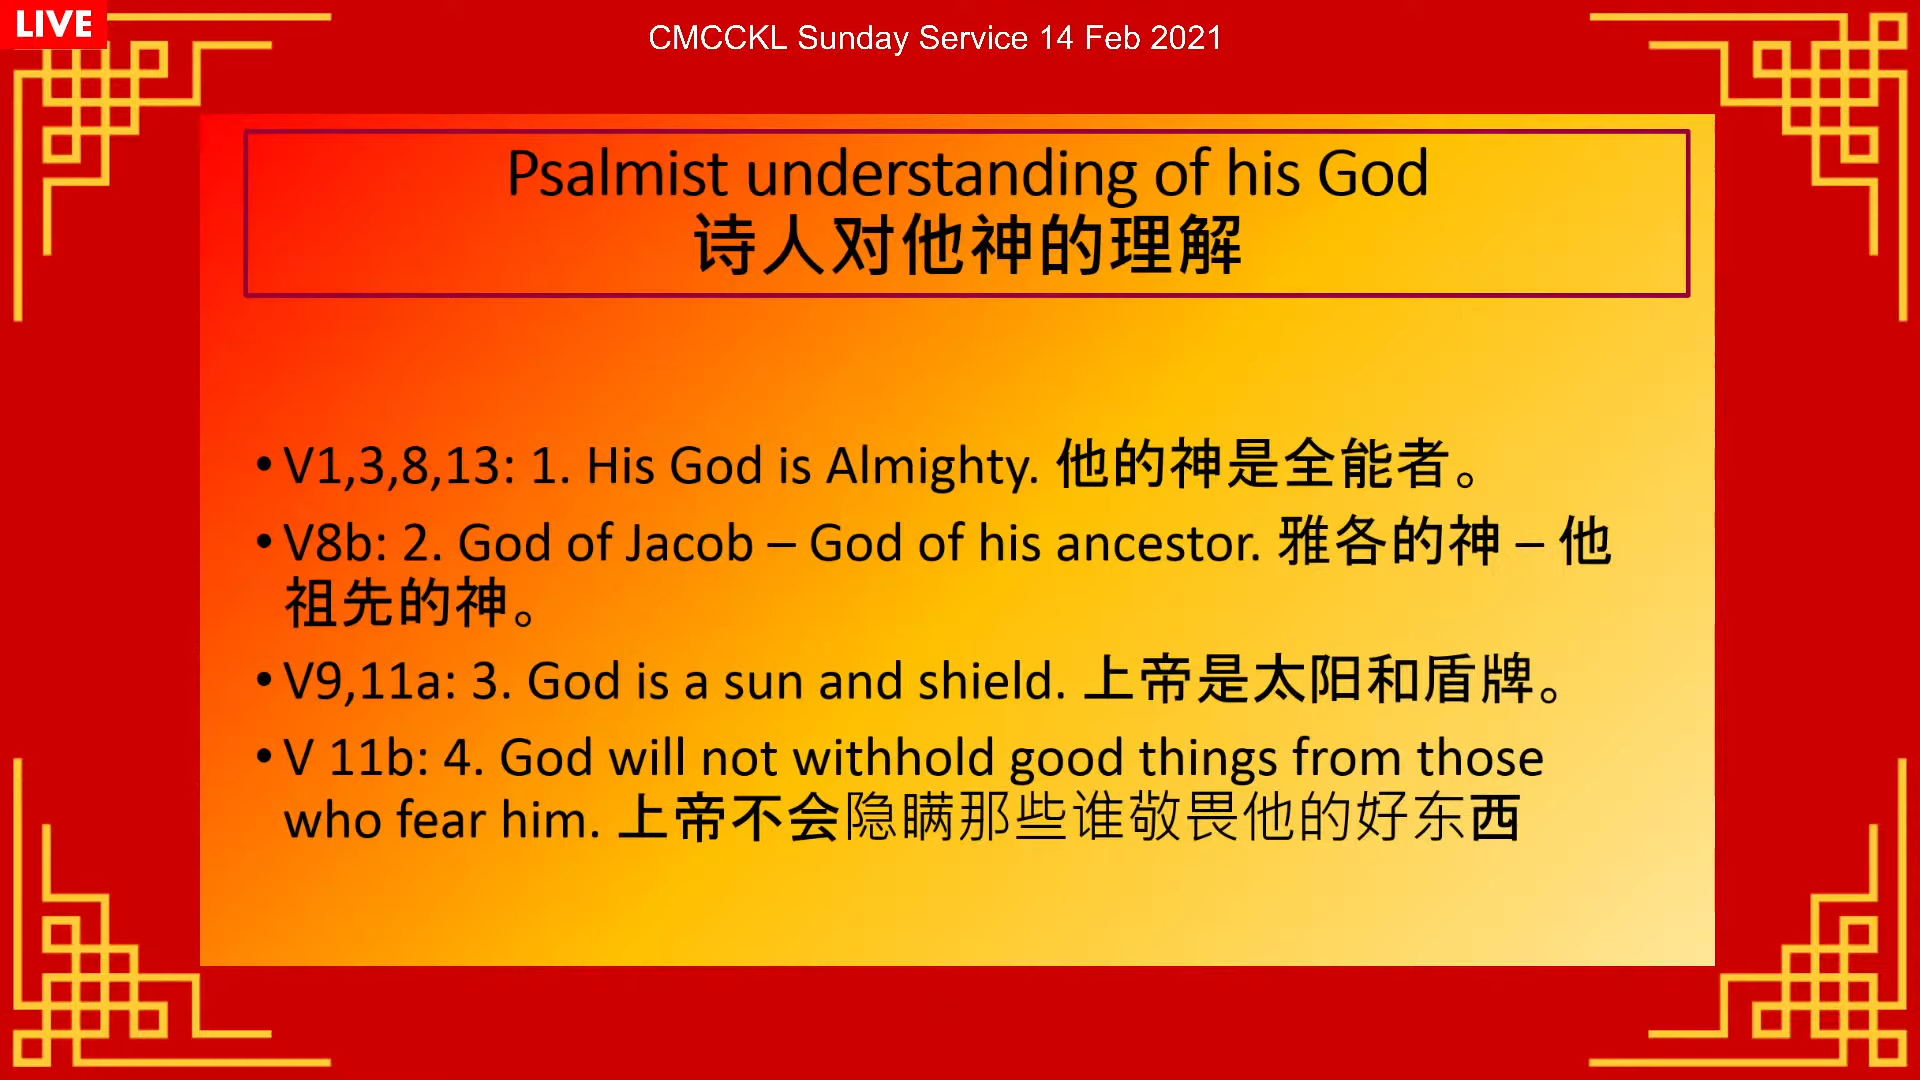 LIVE
CMCCKL Sunday Service 14 Feb 2021
Psalmist understanding of his God
诗人对他神的理解
• V1,3,8,13: 1. His God is Almighty. 他的神是全能者。
• V8b: 2. God of Jacob – God of his ancestor. 雅各的神 – 他
祖先的神。
• V9,11a: 3. God is a sun and shield. 上帝是太阳和盾牌。
• V 11b: 4. God will not withhold good things from those
who fear him. 上帝不会隐瞒那些谁敬畏他的好东西